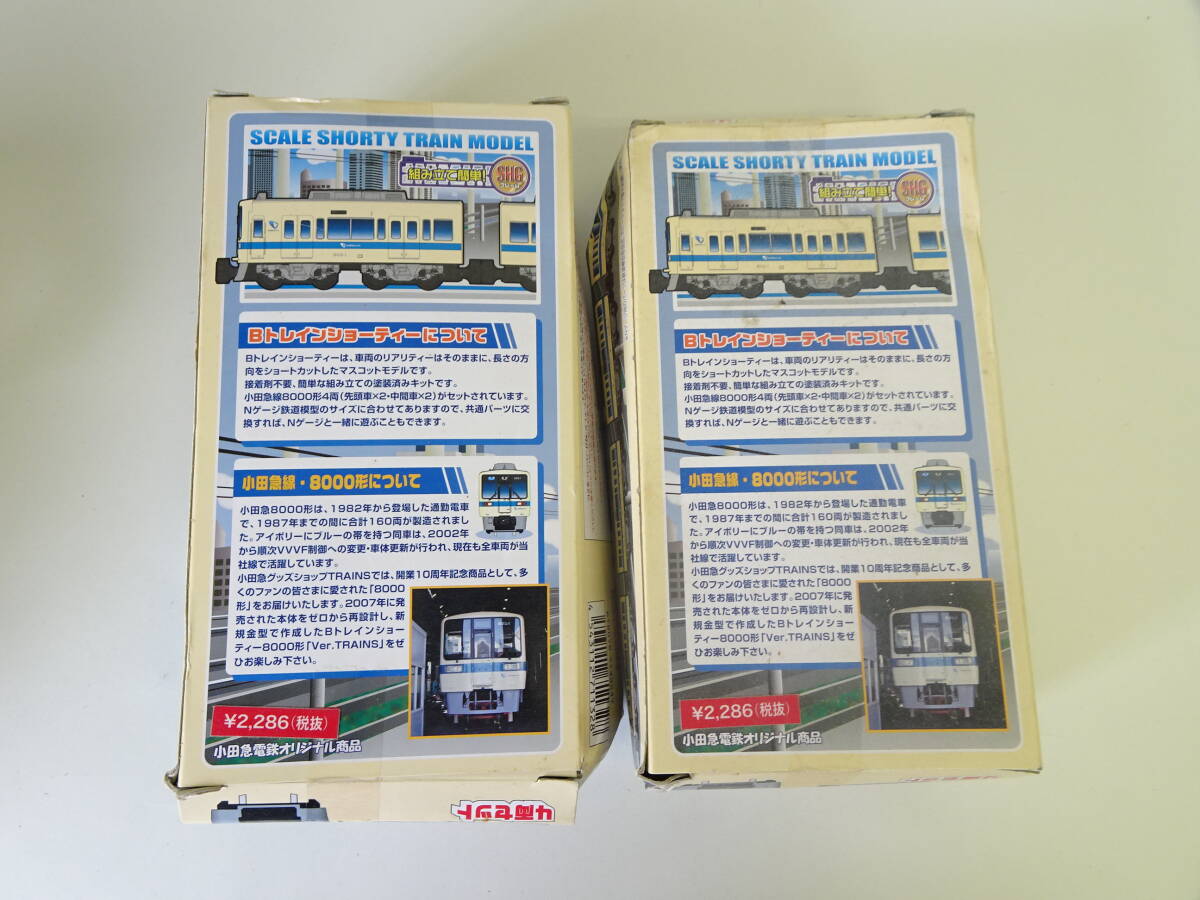 SCALE SHORTY TRAIN MODEL
組み立て簡単!
SHG
フレーム
Bトレインショーティーについて
Bトレインショーティーは、車両のリアリティーはそのままに、長さの方
向をショートカットしたマスコットモデルです。
接着剤不要、簡単な組み立ての塗装済みキットです。
小田急線8000形4両(先頭車×2・中間車×2)がセットされています。
Nゲージ鉄道模型のサイズに合わせてありますので、共通パーツに交
換すれば、Nゲージと一緒に遊ぶこともできます。
小田急線・8000形について
小田急8000形は、1982年から登場した通勤電車
で、1987年までの間に合計160両が製造されまし
た。アイボリーにブルーの帯を持つ同車は、2002年
から順次VVVF制御への変更・車体更新が行われ、現在も全車両が当
社線で活躍しています。
小田急グッズショップTRAINSでは、開業10周年記念商品として、多
くのファンの皆さまに愛された「8000
形」をお届けいたします。2007年に発
売された本体をゼロから再設計し、新
規金型で作成したBトレインショー
ティー8000形「Ver.TRAINS」をぜ
ひお楽しみ下さい。
¥2,286(税抜)
小田急電鉄オリジナル商品
4両セット
SCALE SHORTY TRAIN MODEL
組み立て簡単!
SHG
フレーム
Bトレインショーティーについて
Bトレインショーティーは、車両のリアリティーはそのままに、長さの方
向をショートカットしたマスコットモデルです。
接着剤不要、簡単な組み立ての塗装済みキットです。
小田急線8000形4両(先頭車×2・中間車×2)がセットされています。
Nゲージ鉄道模型のサイズに合わせてありますので、共通パーツに交
換すれば、Nゲージと一緒に遊ぶこともできます。
小田急線・8000形について
小田急8000形は、1982年から登場した通勤電車
で、1987年までの間に合計160両が製造されまし
た。アイボリーにブルーの帯を持つ同車は、2002年
から順次VVVF制御への変更・車体更新が行われ、現在も全車両が当
社線で活躍しています。
小田急グッズショップTRAINSでは、開業10周年記念商品として、多
くのファンの皆さまに愛された「8000
形」をお届けいたします。2007年に発
売された本体をゼロから再設計し、新
規金型で作成したBトレインショー
ティー8000形「Ver.TRAINS」をぜ
ひお楽しみ下さい。
¥2,286(税抜)
小田急電鉄オリジナル商品